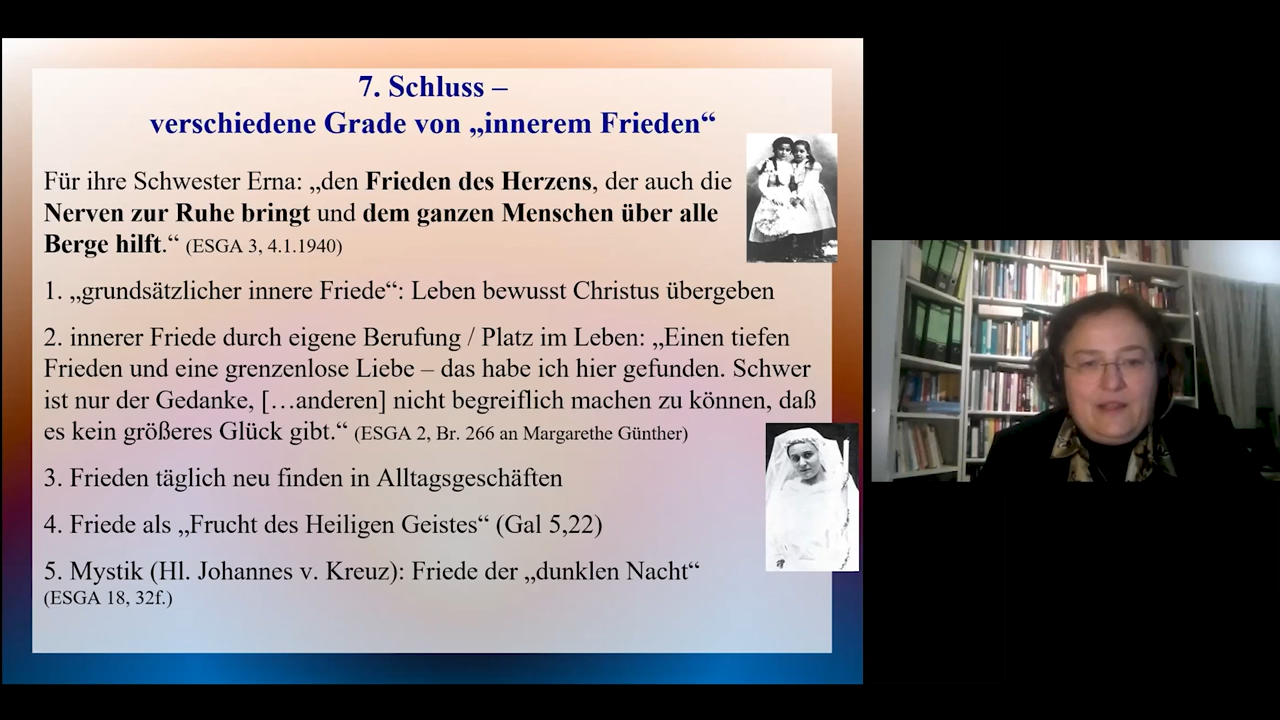 7. Schluss –
verschiedene Grade von „innerem Frieden“
Für ihre Schwester Erna: „den Frieden des Herzens, der auch die
Nerven zur Ruhe bringt und dem ganzen Menschen über alle
Berge hilft.“ (ESGA 3, 4.1.1940)
1. „grundsätzlicher innere Friede“: Leben bewusst Christus übergeben
2. innerer Friede durch eigene Berufung / Platz im Leben: „Einen tiefen
Frieden und eine grenzenlose Liebe – das habe ich hier gefunden. Schwer
ist nur der Gedanke, […anderen] nicht begreiflich machen zu können, daß
es kein größeres Glück gibt.“ (ESGA 2, Br. 266 an Margarethe Günther)
3. Frieden täglich neu finden in Alltagsgeschäften
4. Friede als „Frucht des Heiligen Geistes“ (Gal 5,22)
5. Mystik (Hl. Johannes v. Kreuz): Friede der „dunklen Nacht“
(ESGA 18, 32f.)